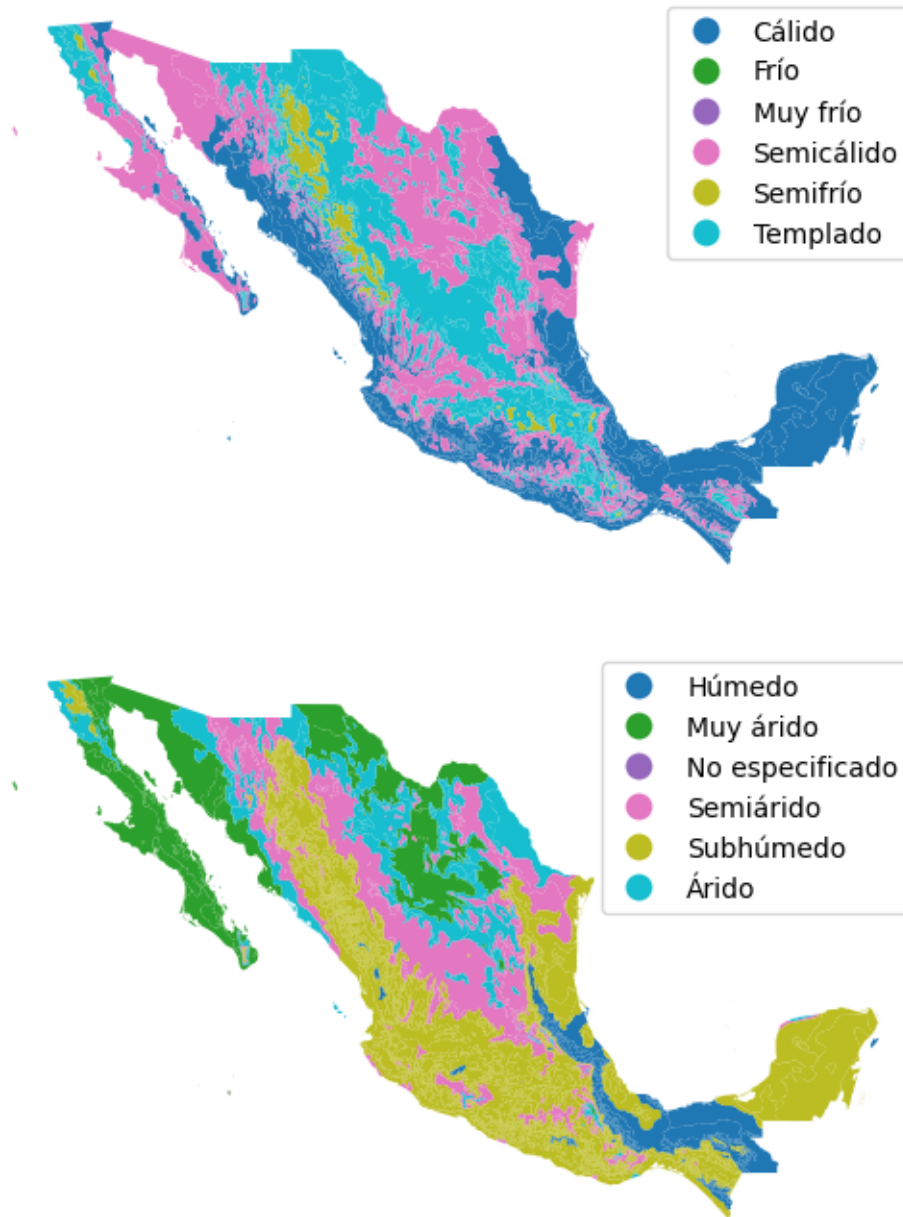 Cálido
Frío
Muy frío
Semicálido
Semifrío
Templado
Húmedo
Muy árido
No especificado
Semiárido
Subhúmedo
Árido